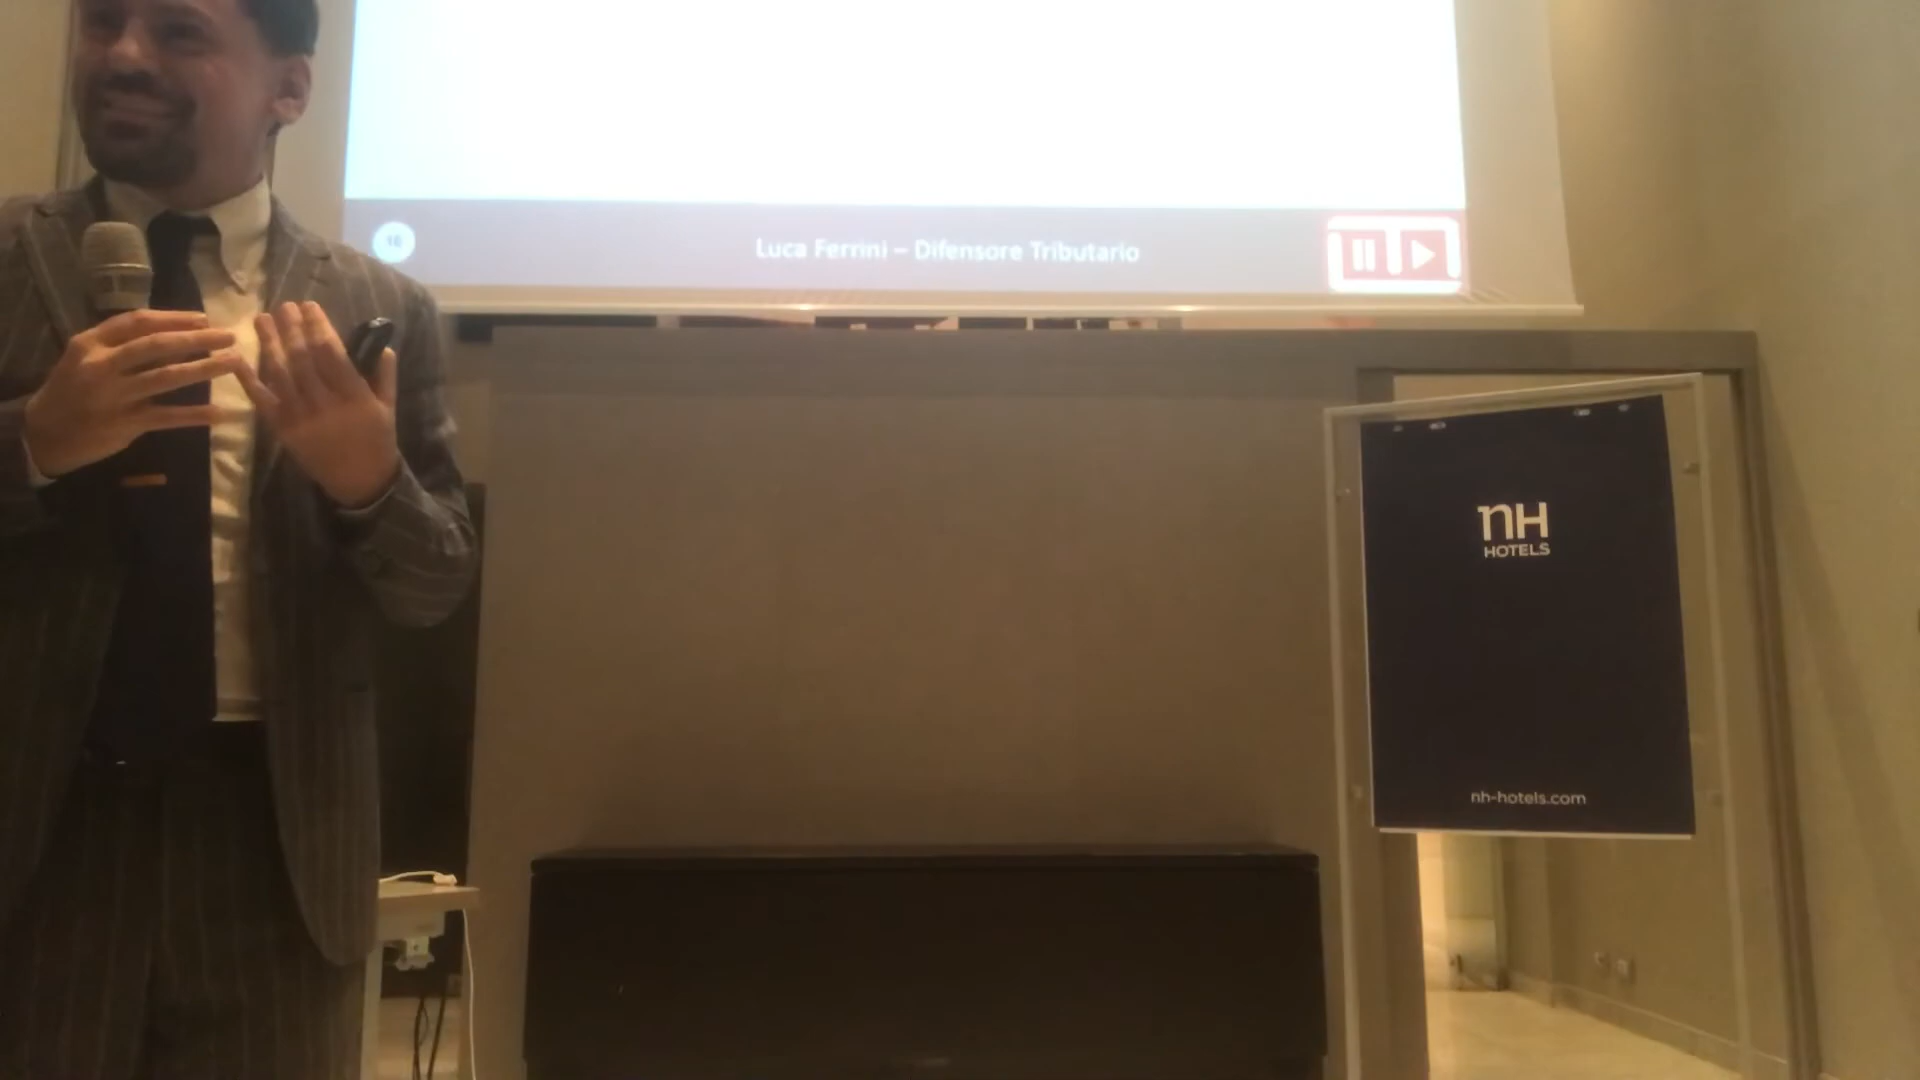 16
Luca Ferrini – Difensore Tributario
nH
HOTELS
nh-hotels.com